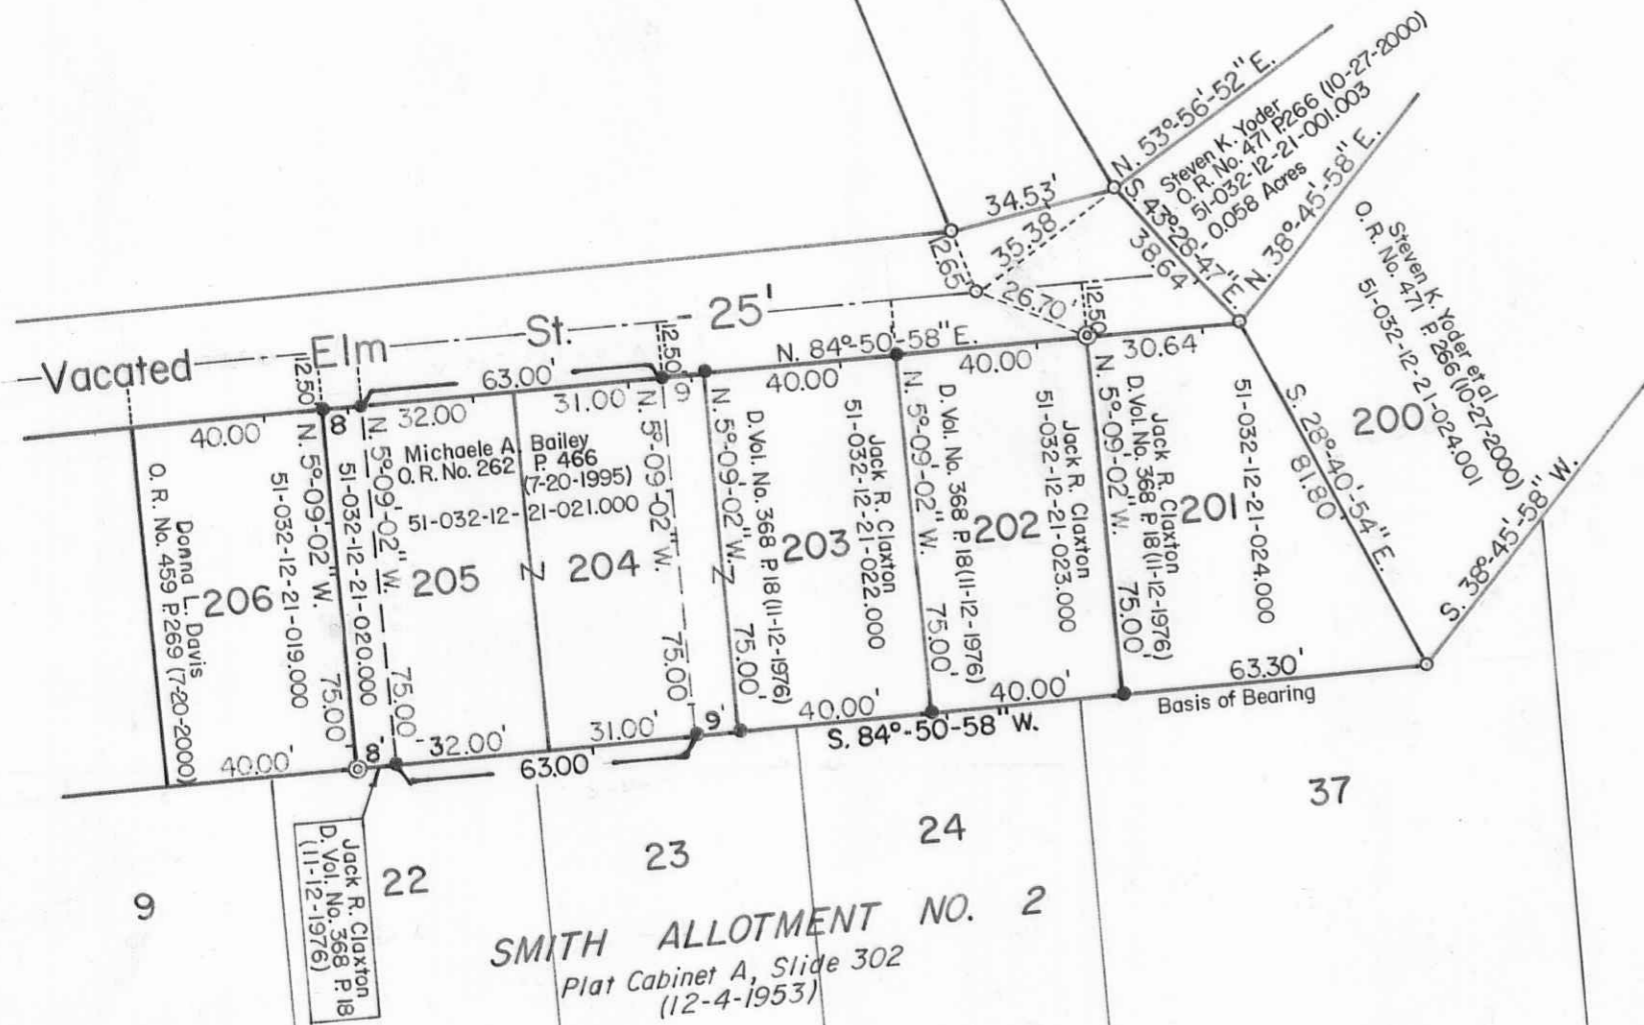 N. 53°-56'-52" E.
Steven K. Yoder
O. R. No. 471 P.266 (10-27-2000)
51-032-12-21-001.003
0.058 Acres
N. 38°-45'-58" E.
S. 43°-28'-47" E.
38.64'
34.53'
35.38'
12.65'
26.70'
12.50'
Vacated Elm St. 25'
12.50'
12.50'
N. 84°-50'-58" E.
63.00'
40.00'
8'
32.00'
31.00'
9'
40.00'
40.00'
30.64'
O. R. No. 459 P.269 (7-20-2000)
Donna L. Davis
206
51-032-12-21-019.000
N. 5°-09'-02" W.
75.00'
51-032-12-21-020.000
N. 5°-09'-02" W.
75.00'
Michaele A. Bailey
O. R. No. 262 P. 466
(7-20-1995)
51-032-12-21-021.000
205
Z
204
N. 5°-09'-02" W.
75.00'
N. 5°-09'-02" W.
Z
75.00'
D. Vol. No. 368 P.18 (11-12-1976)
203
Jack R. Claxton
51-032-12-21-022.000
N. 5°-09'-02" W.
75.00'
D. Vol. No. 368 P.18 (11-12-1976)
202
Jack R. Claxton
51-032-12-21-023.000
N. 5°-09'-02" W.
75.00'
D. Vol. No. 368 P.18 (11-12-1976)
Jack R. Claxton
201
51-032-12-21-024.000
S. 28°-40'-54" E.
81.80'
200
Steven K. Yoder et al
O. R. No. 471 P. 266 (10-27-2000)
51-032-12-21-024.001
S. 38°-45'-58" W.
40.00'
8'
32.00'
31.00'
9'
40.00'
40.00'
63.30'
63.00'
S. 84°-50'-58" W.
Basis of Bearing
Jack R. Claxton
D. Vol. No. 368 P. 18
(11-12-1976)
9
22
23
24
37
SMITH ALLOTMENT NO. 2
Plat Cabinet A, Slide 302
(12-4-1953)